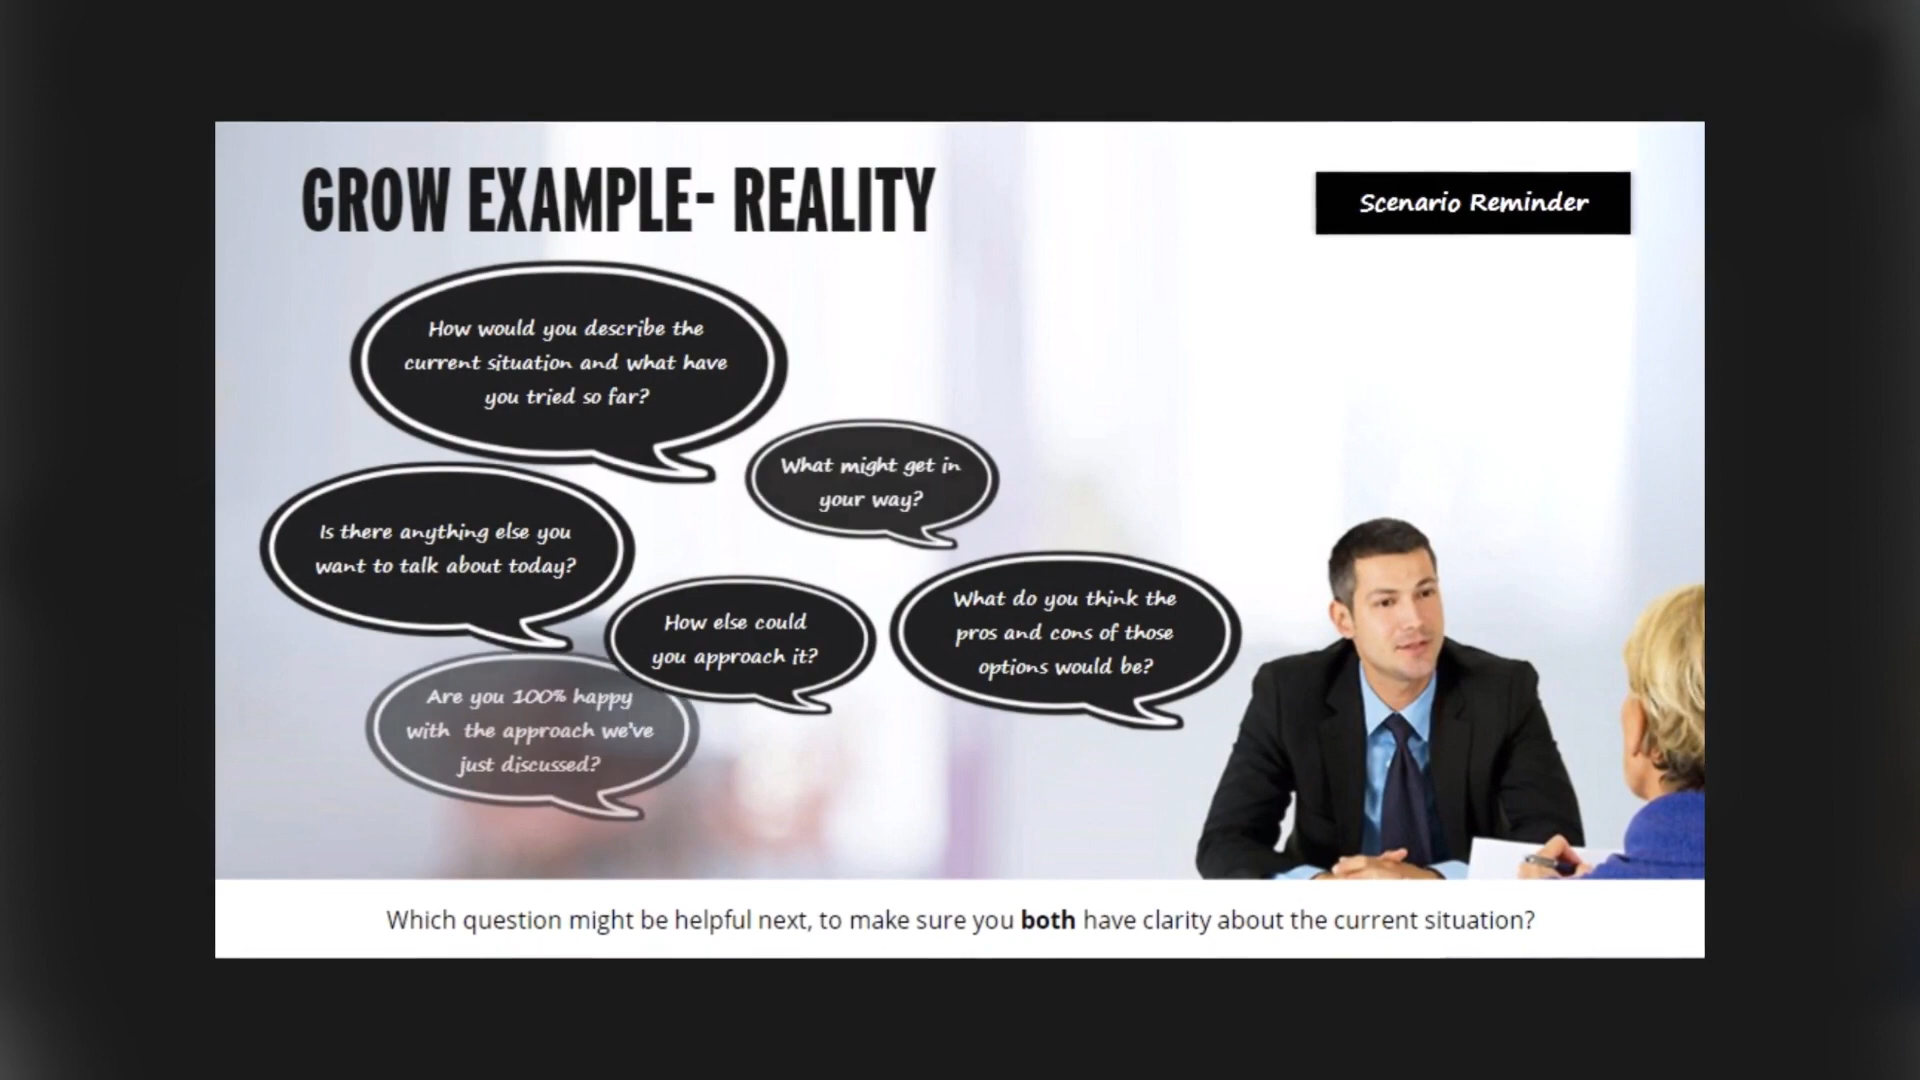 GROW EXAMPLE- REALITY
Scenario Reminder
How would you describe the
current situation and what have
you tried so far?
What might get in
your way?
Is there anything else you
want to talk about today?
How else could
you approach it?
What do you think the
pros and cons of those
options would be?
Are you 100% happy
with the approach we've
just discussed?
Which question might be helpful next, to make sure you both have clarity about the current situation?